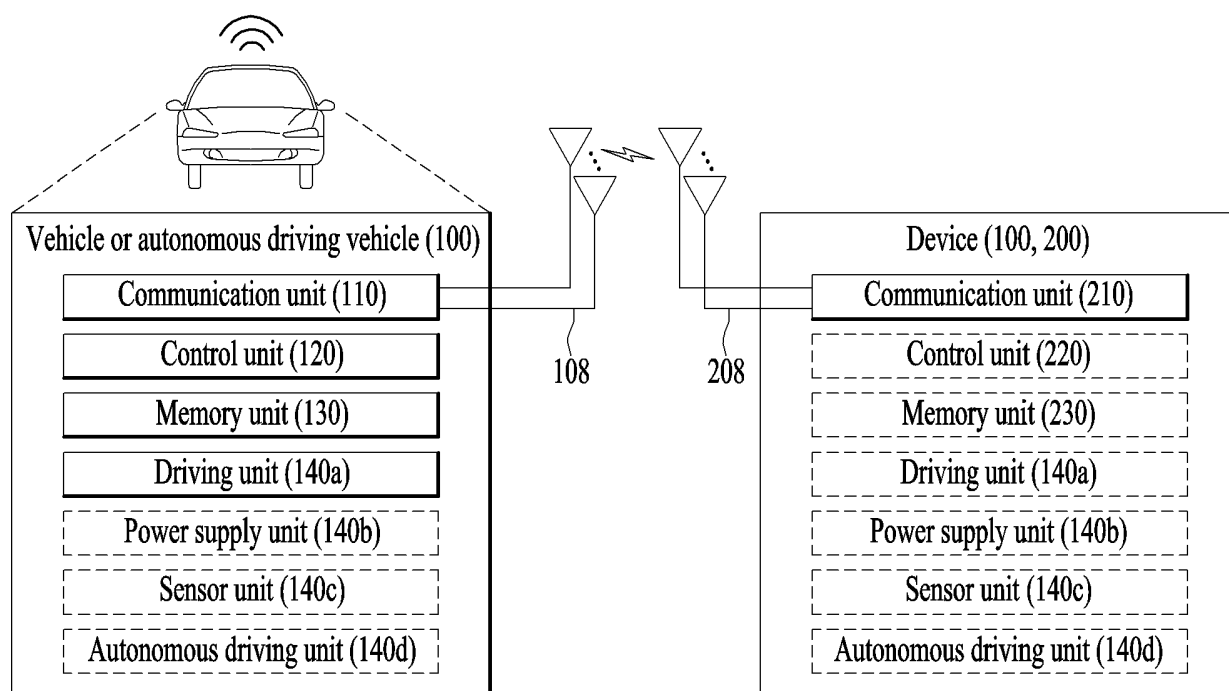 Vehicle or autonomous driving vehicle (100)
Communication unit (110)
Control unit (120)
Memory unit (130)
Driving unit (140a)
Power supply unit (140b)
Sensor unit (140c)
Autonomous driving unit (140d)
108
208
Device (100, 200)
Communication unit (210)
Control unit (220)
Memory unit (230)
Driving unit (140a)
Power supply unit (140b)
Sensor unit (140c)
Autonomous driving unit (140d)